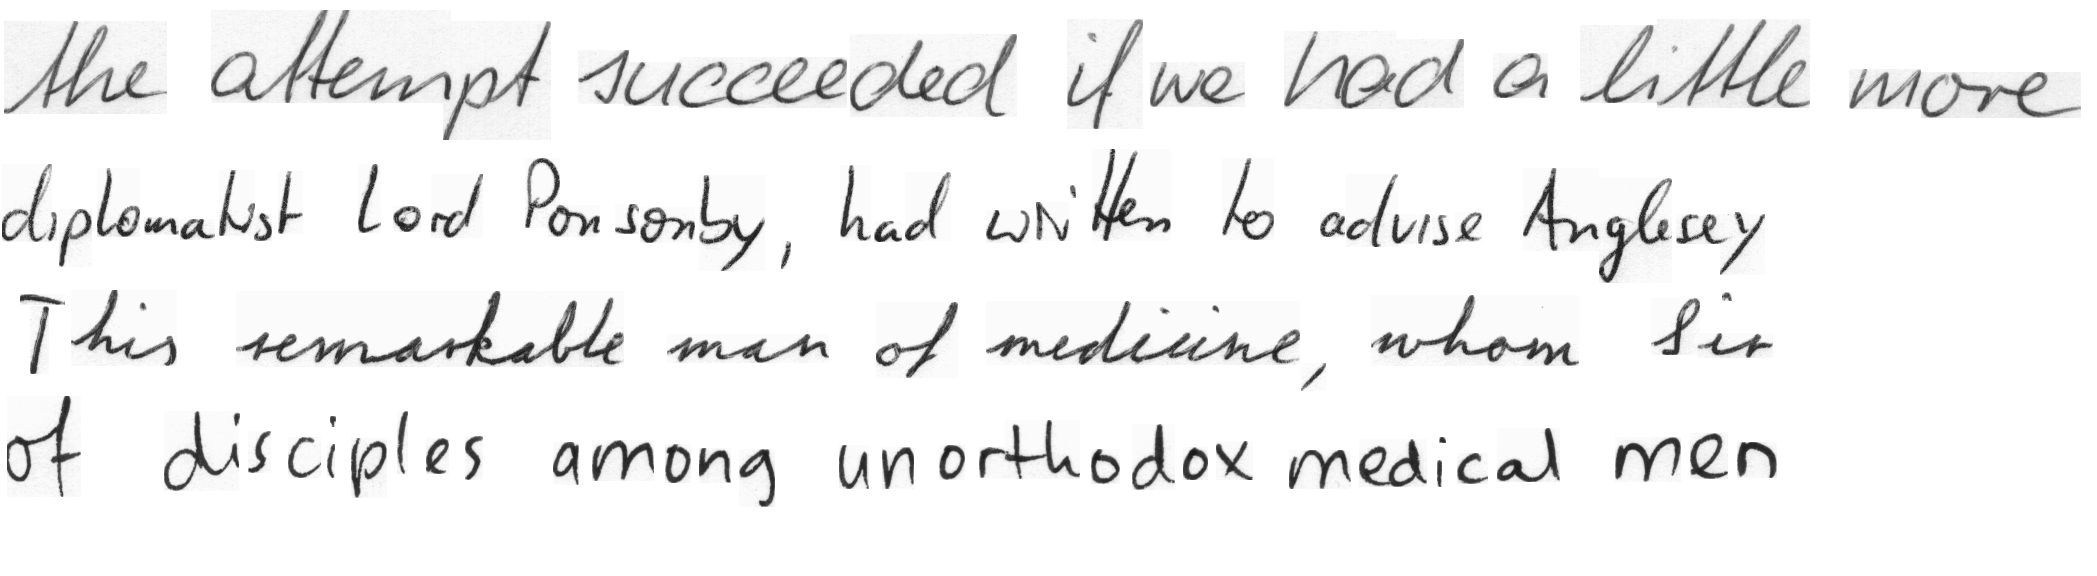 the attempt succeeded if we had a little more
diplomatist Lord Ponsonby, had written to advise Anglesey
This remarkable man of medicine, whom Sir
of disciples among unorthodox medical men